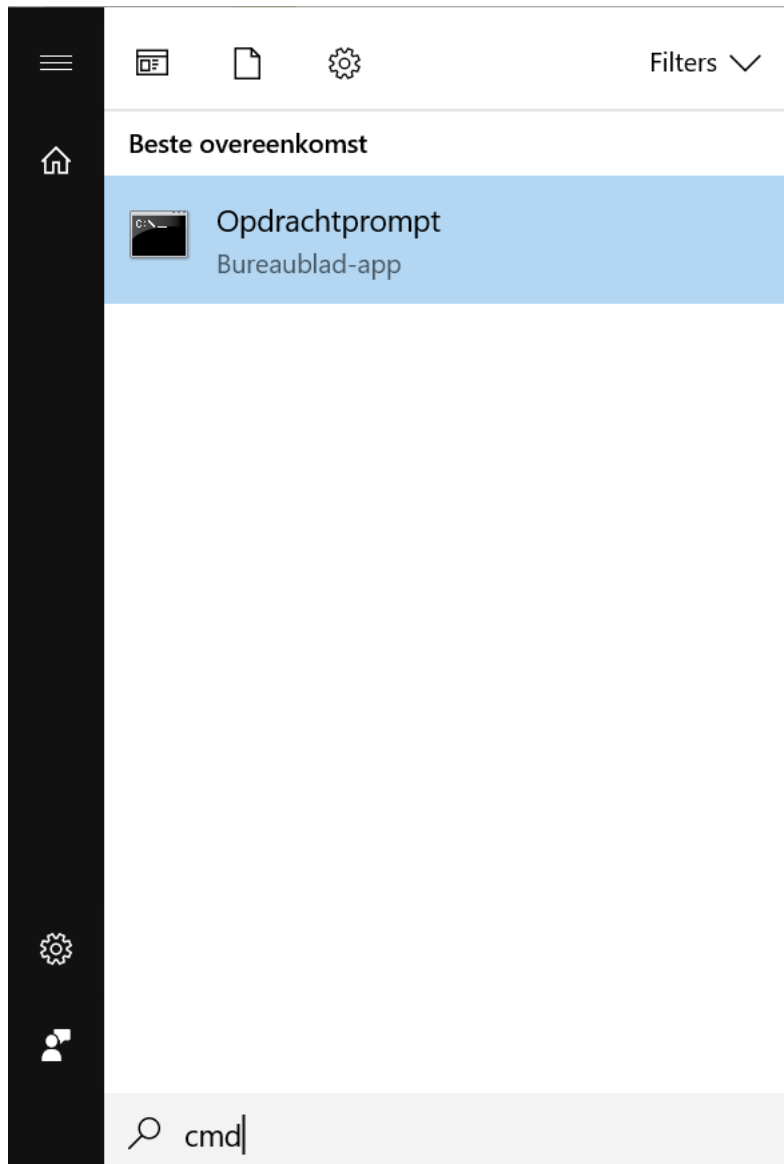 Filters
Beste overeenkomst
C:\_
Opdrachtprompt
Bureaublad-app
cmd